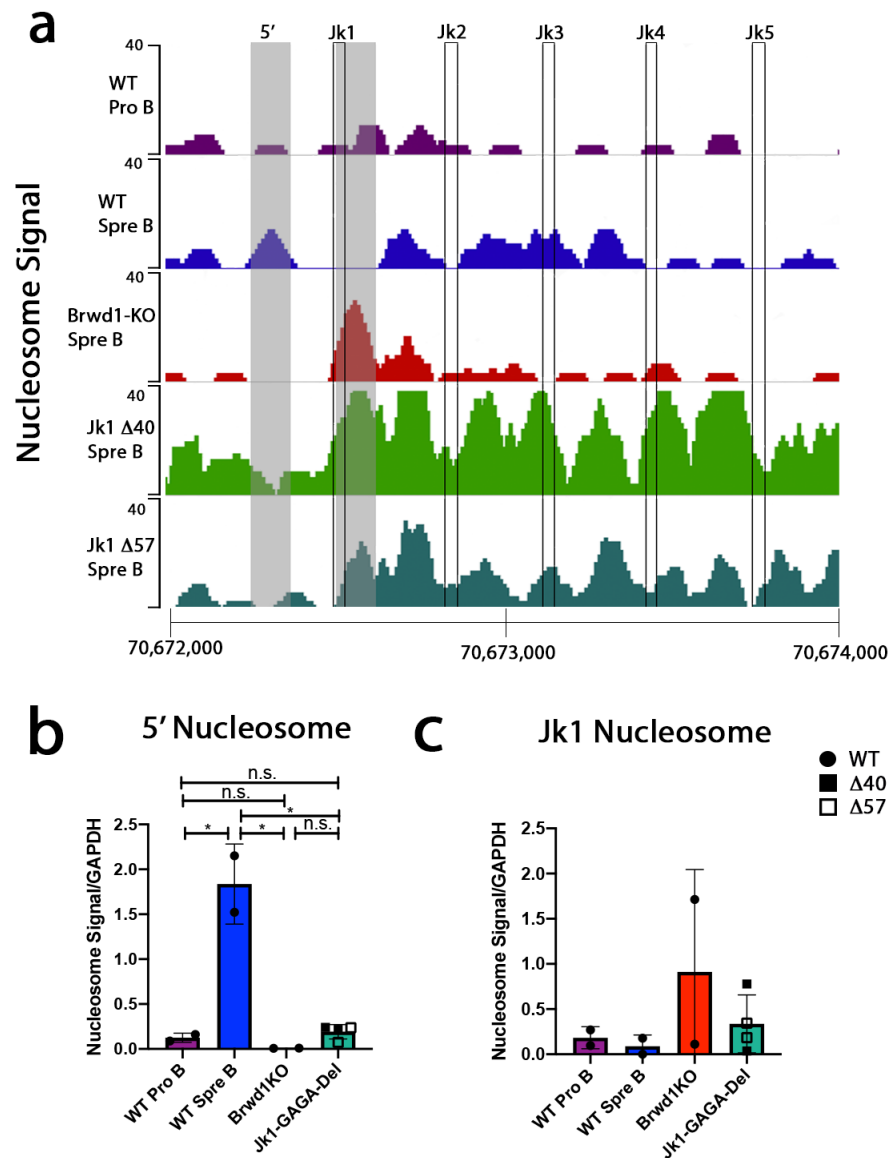 a
Nucleosome Signal
5′ Jk1 Jk2 Jk3 Jk4 Jk5
40
WT
Pro B
40
WT
Spre B
40
Brwd1-KO
Spre B
40
Jk1 Δ40
Spre B
40
Jk1 Δ57
Spre B
70,672,000 70,673,000 70,674,000
b
5′ Nucleosome
n.s.
n.s.
*
* * n.s.
Nucleosome Signal/GAPDH
2.5
2.0
1.5
1.0
0.5
0.0
WT Pro B
WT Spre B
Brwd1KO
Jk1-GAGA-Del
c
Jk1 Nucleosome
WT
Δ40
Δ57
Nucleosome Signal/GAPDH
2.5
2.0
1.5
1.0
0.5
0.0
WT Pro B
WT Spre B
Brwd1KO
Jk1-GAGA-Del